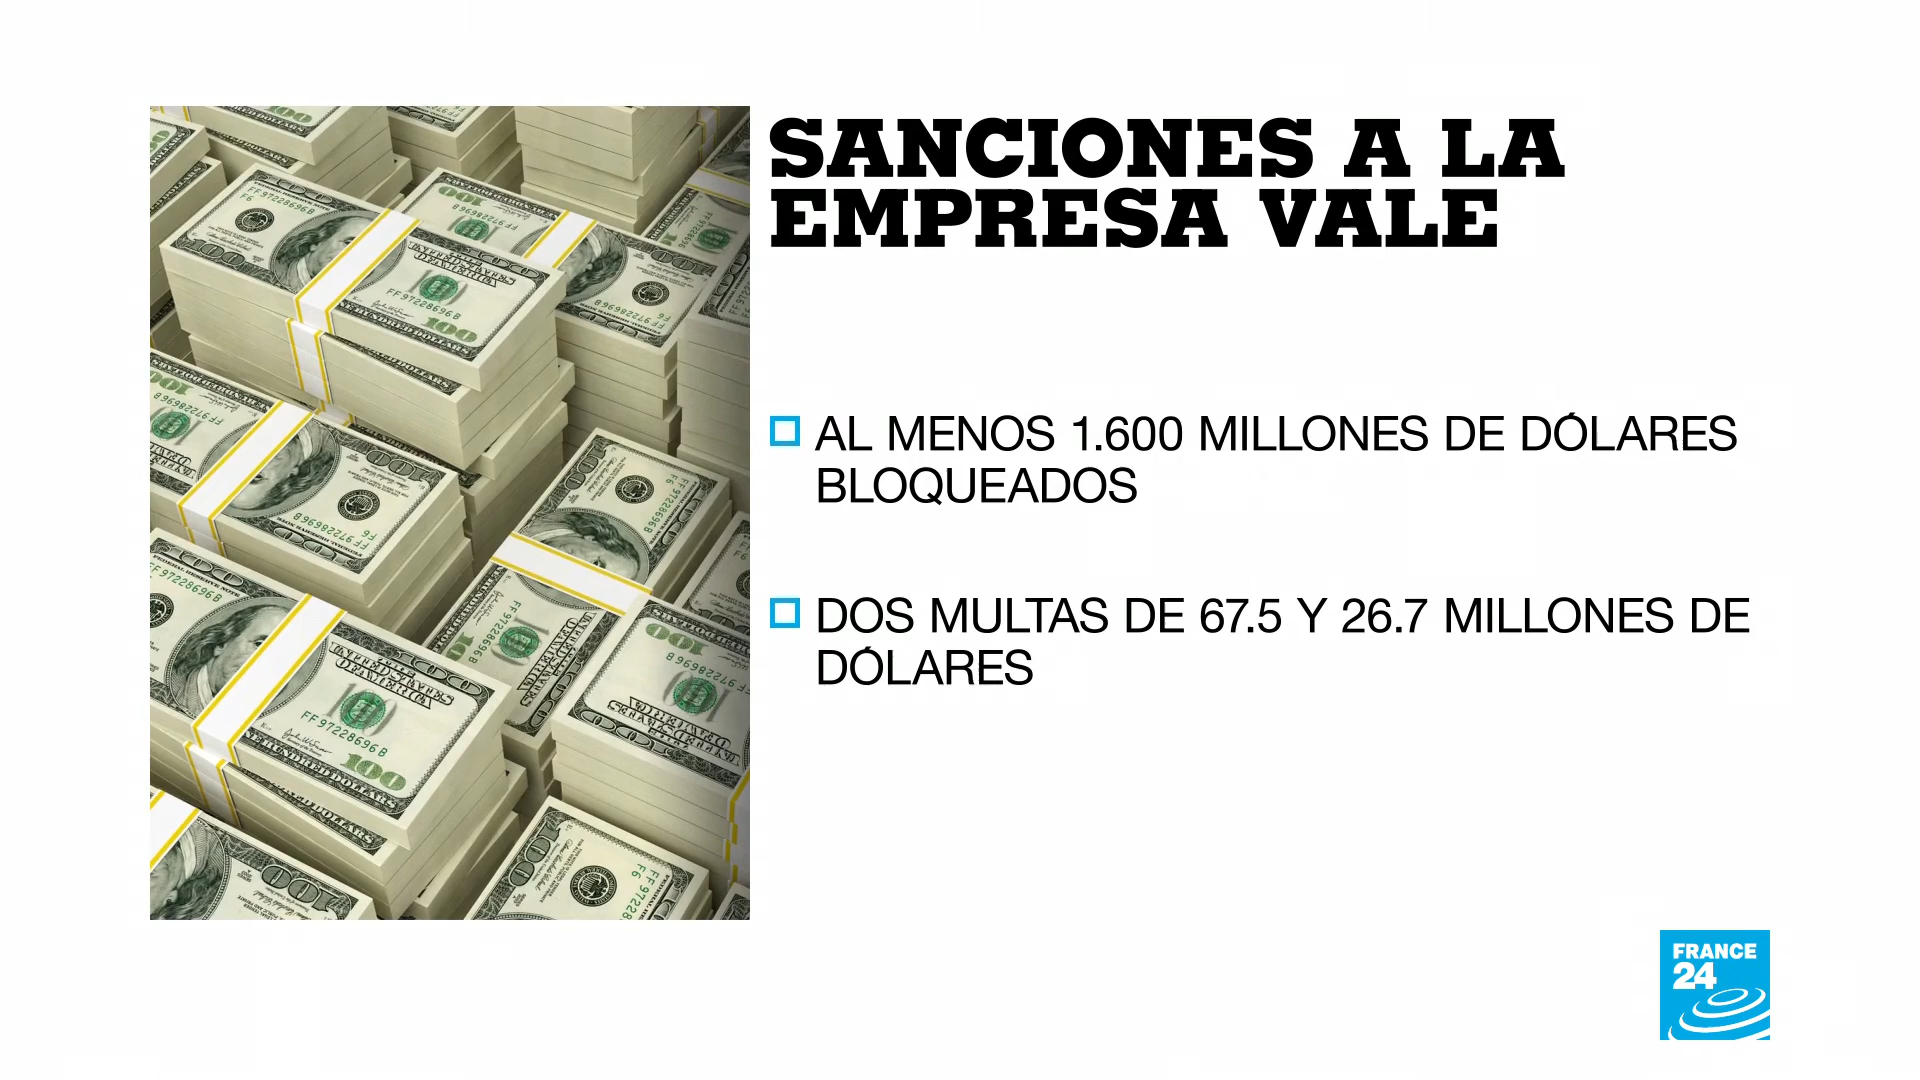 SANCIONES A LA
EMPRESA VALE
AL MENOS 1.600 MILLONES DE DÓLARES
BLOQUEADOS
DOS MULTAS DE 67.5 Y 26.7 MILLONES DE
DÓLARES
FRANCE
24